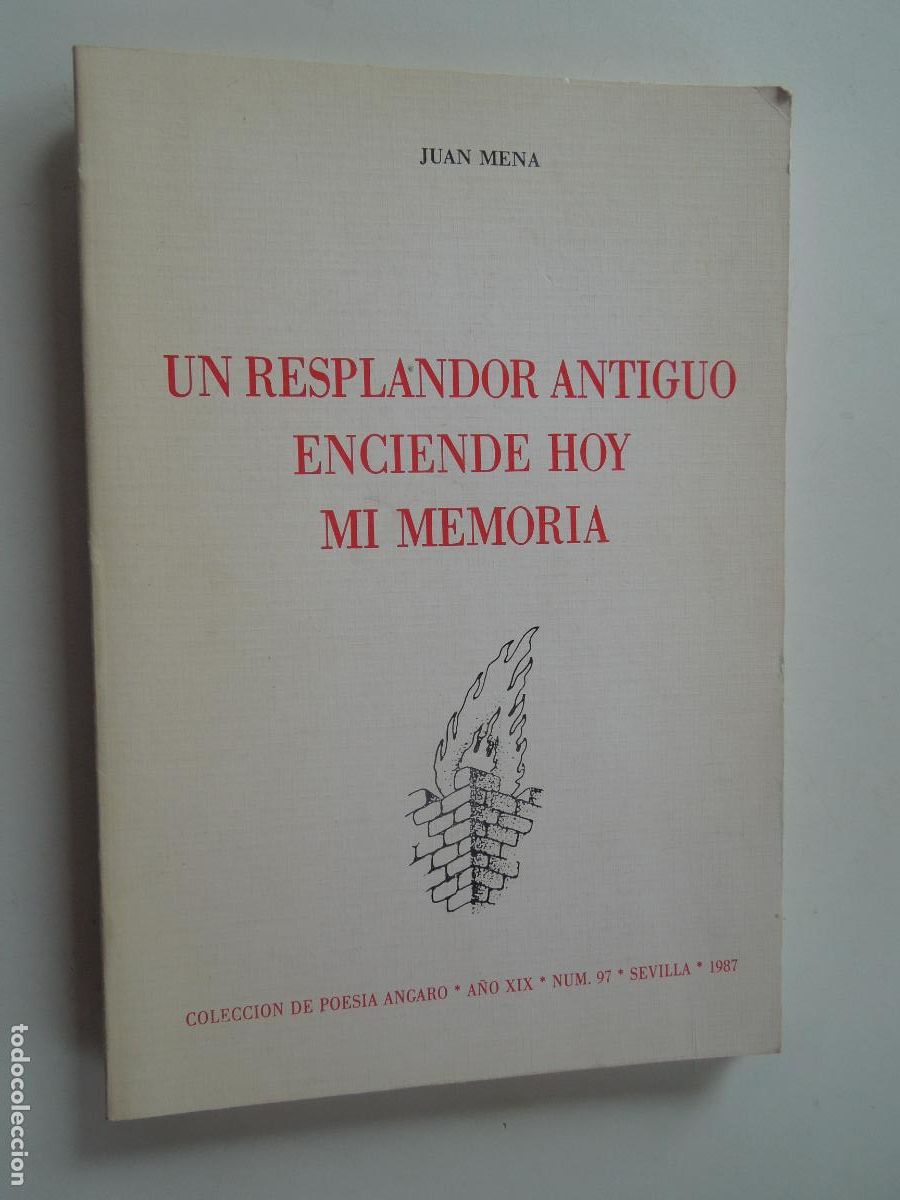 JUAN MENA
UN RESPLANDOR ANTIGUO
ENCIENDE HOY
MI MEMORIA
COLECCION DE POESIA ANGARO * AÑO XIX * NUM. 97 * SEVILLA * 1987
todocoleccion